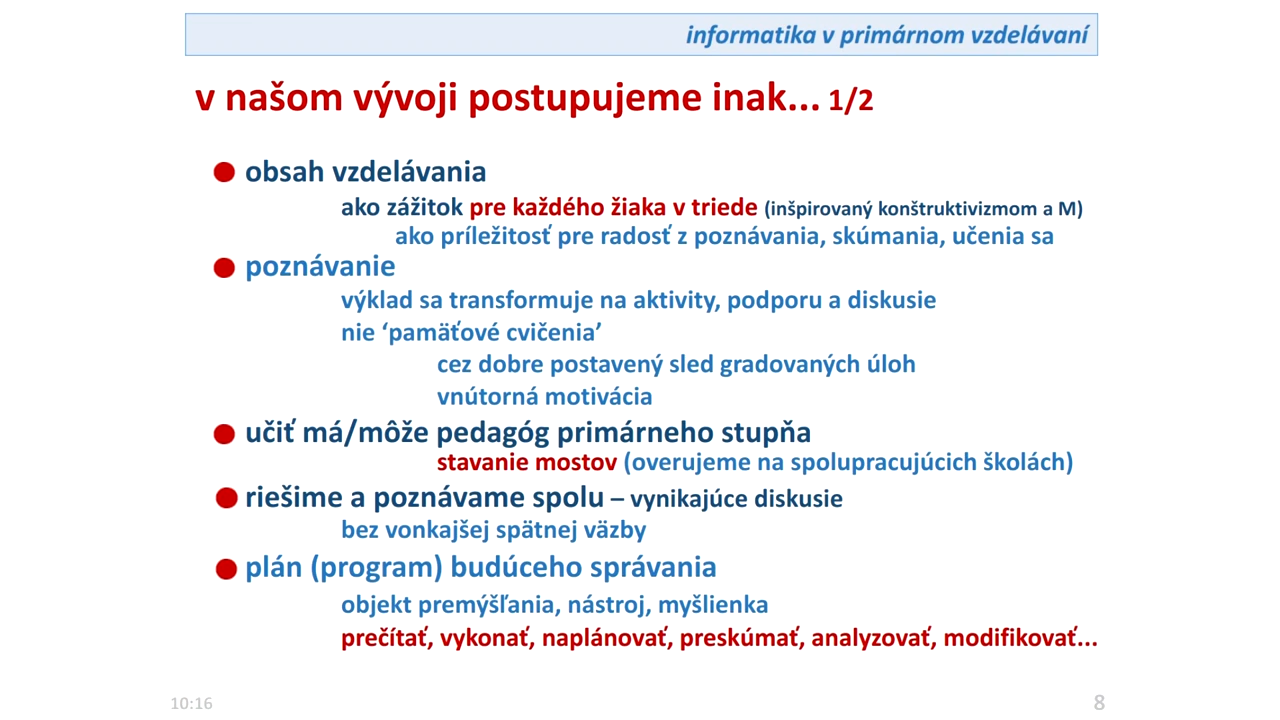 informatika v primárnom vzdelávaní
v našom vývoji postupujeme inak... 1/2
obsah vzdelávania
ako zážitok pre každého žiaka v triede (inšpirovaný konštruktivizmom a M)
ako príležitosť pre radosť z poznávania, skúmania, učenia sa
poznávanie
výklad sa transformuje na aktivity, podporu a diskusie
nie ‘pamäťové cvičenia’
cez dobre postavený sled gradovaných úloh
vnútorná motivácia
učiť má/môže pedagóg primárneho stupňa
stavanie mostov (overujeme na spolupracujúcich školách)
riešime a poznávame spolu – vynikajúce diskusie
bez vonkajšej spätnej väzby
plán (program) budúceho správania
objekt premýšľania, nástroj, myšlienka
prečítať, vykonať, naplánovať, preskúmať, analyzovať, modifikovať...
10:16
8